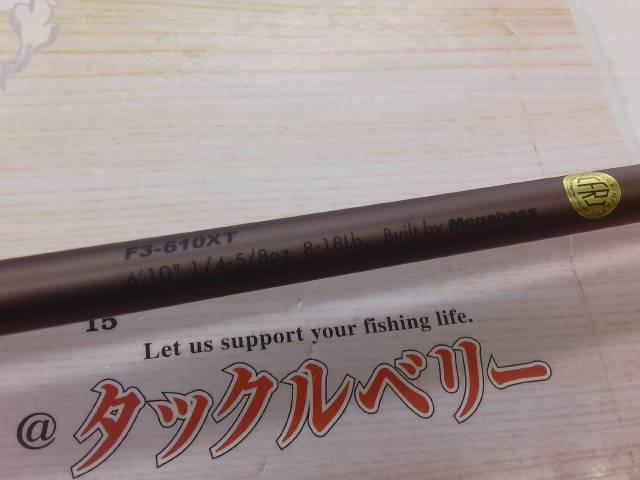 F3-610XT
6'10" 1/4-5/8oz. 8-18Lb. Built by Megabass
CFRJ
15
Let us support your fishing life.
@タックルベリー